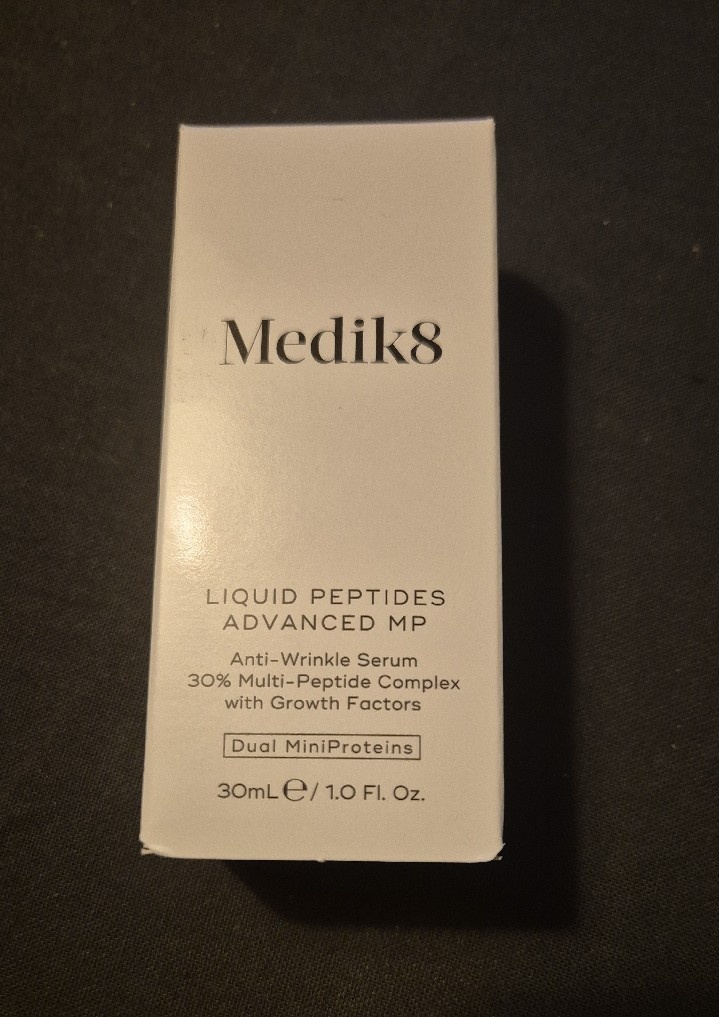 Medik8
LIQUID PEPTIDES
ADVANCED MP
Anti-Wrinkle Serum
30% Multi-Peptide Complex
with Growth Factors
Dual MiniProteins
30mL ℮ / 1.0 Fl. Oz.